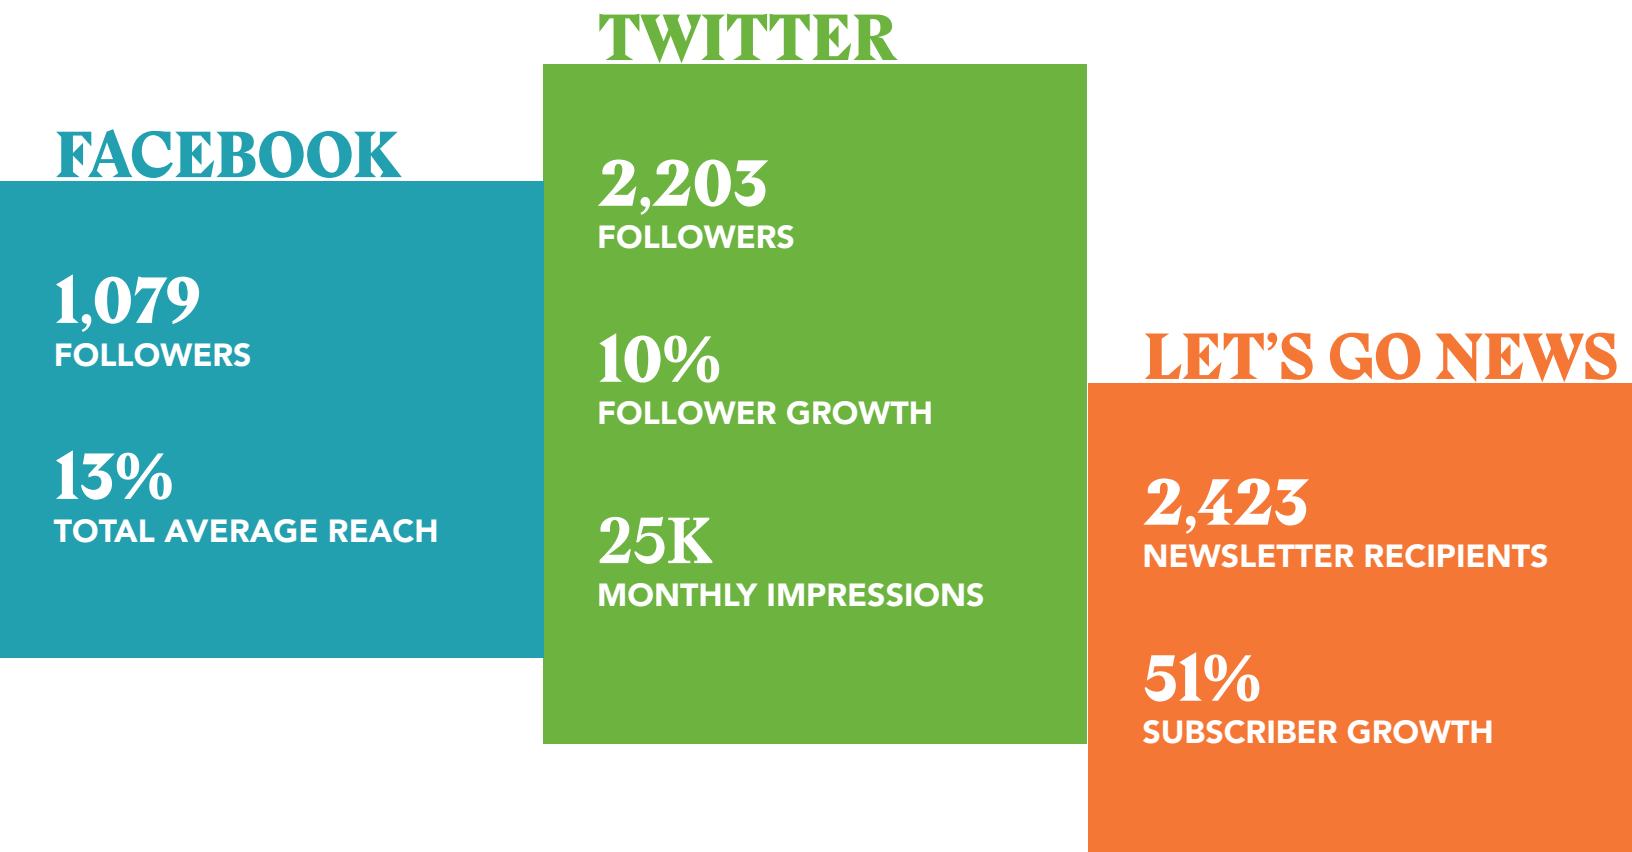 FACEBOOK
1,079
FOLLOWERS
13%
TOTAL AVERAGE REACH
TWITTER
2,203
FOLLOWERS
10%
FOLLOWER GROWTH
25K
MONTHLY IMPRESSIONS
LET’S GO NEWS
2,423
NEWSLETTER RECIPIENTS
51%
SUBSCRIBER GROWTH